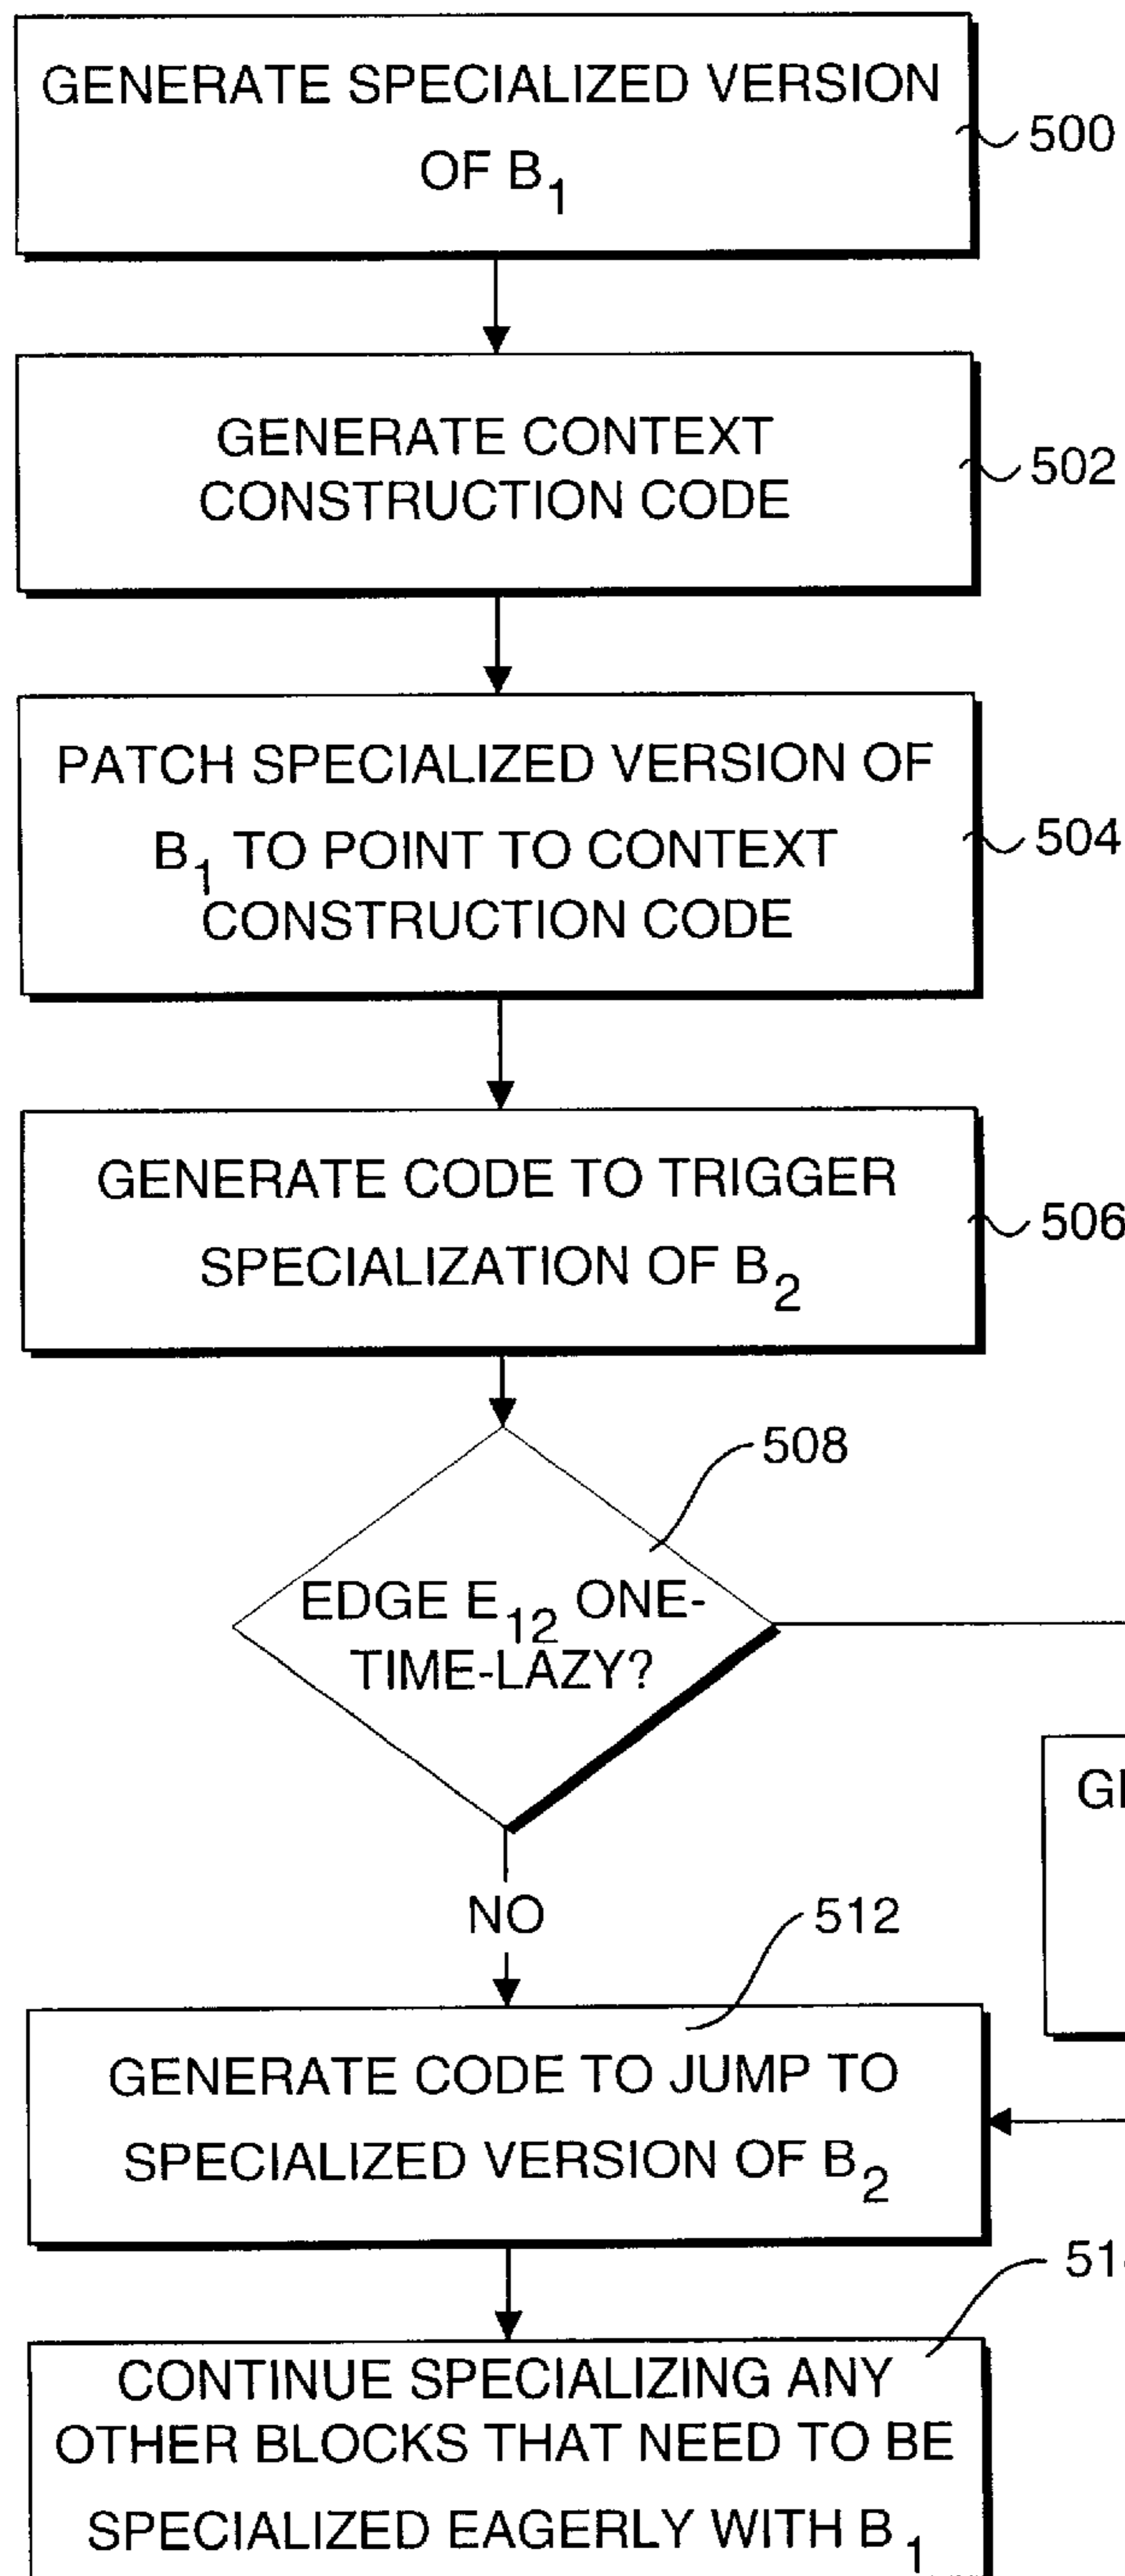 GENERATE SPECIALIZED VERSION
OF B1
500
GENERATE CONTEXT
CONSTRUCTION CODE
502
PATCH SPECIALIZED VERSION OF
B1 TO POINT TO CONTEXT
CONSTRUCTION CODE
504
GENERATE CODE TO TRIGGER
SPECIALIZATION OF B2
506
508
EDGE E12 ONE-
TIME-LAZY?
NO
512
GENERATE CODE TO JUMP TO
SPECIALIZED VERSION OF B2
CONTINUE SPECIALIZING ANY
OTHER BLOCKS THAT NEED TO BE
SPECIALIZED EAGERLY WITH B1